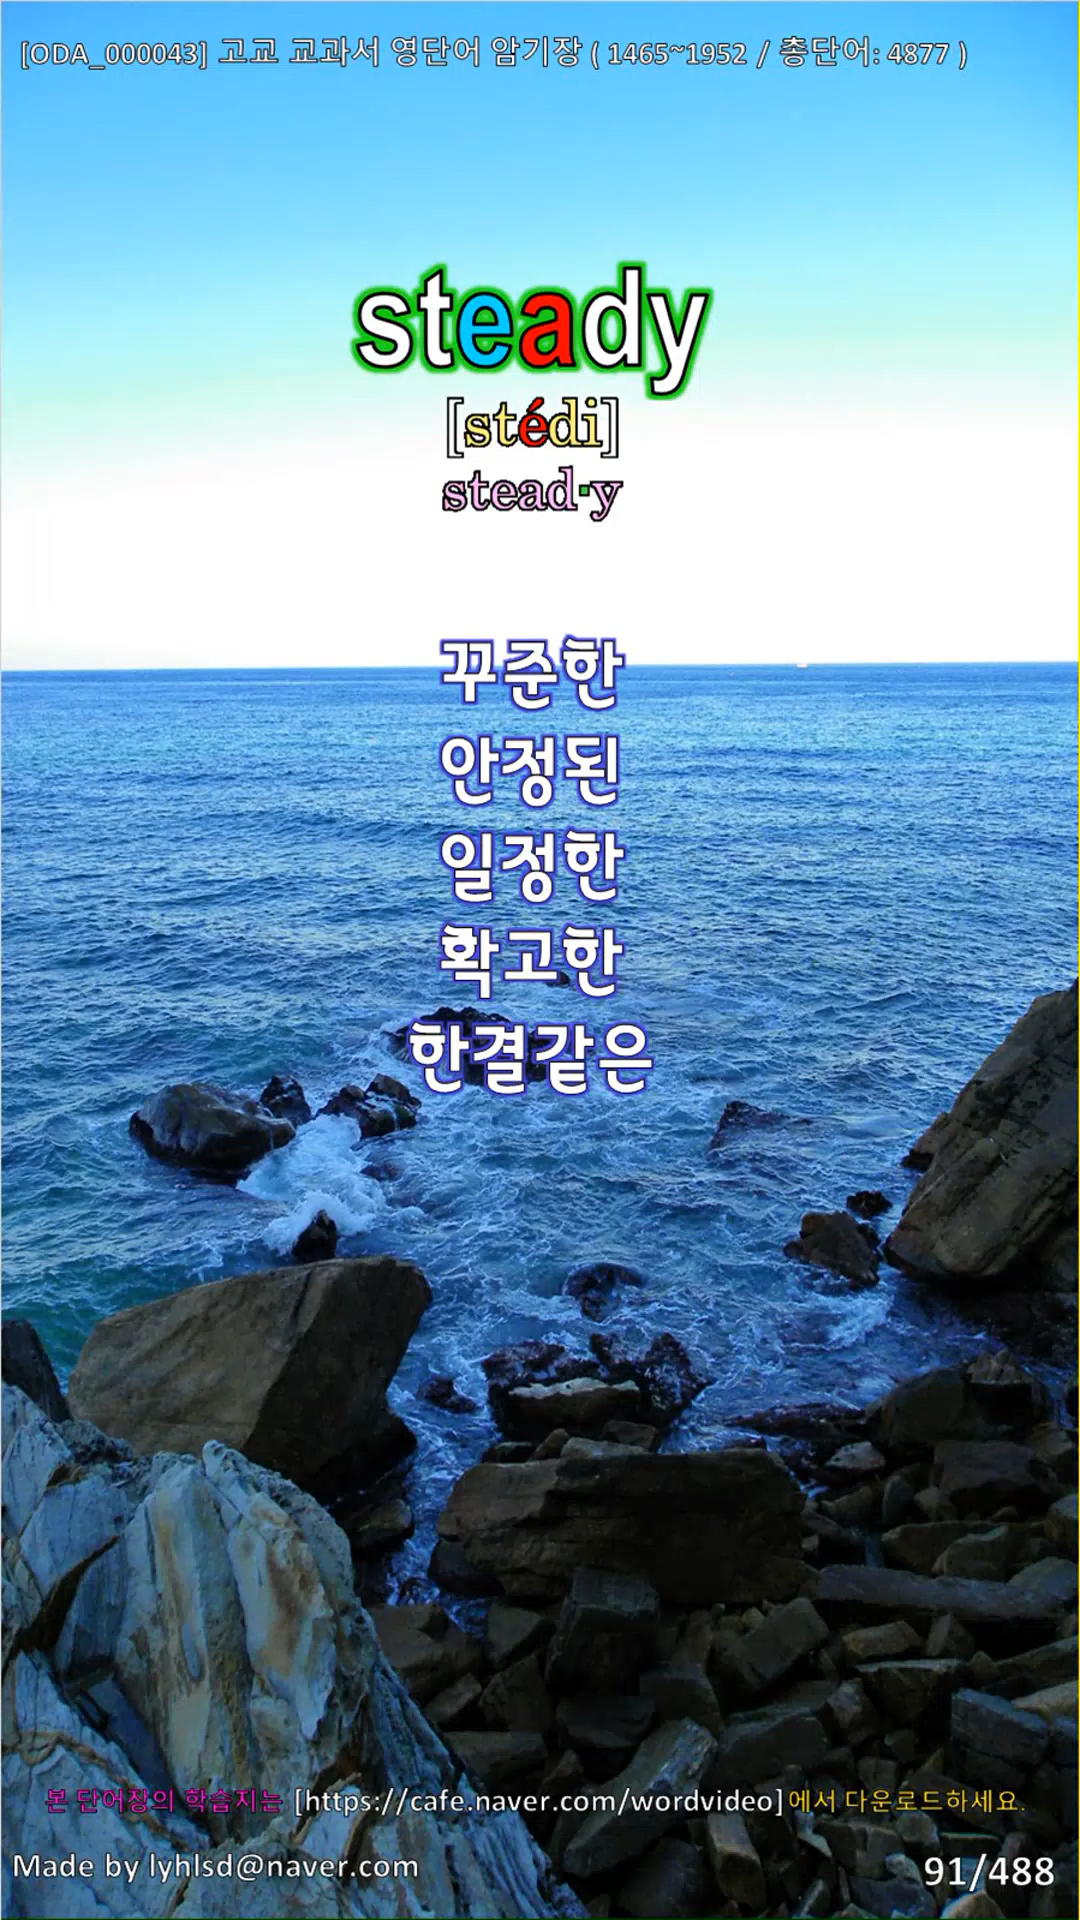 [ODA_000043] 고교 교과서 영단어 암기장 ( 1465~1952 / 총단어: 4877 )
steady
[stédi]
stead·y
꾸준한
안정된
일정한
확고한
한결같은
본 단어장의 학습지는 [https://cafe.naver.com/wordvideo]에서 다운로드하세요.
Made by lyhlsd@naver.com
91/488